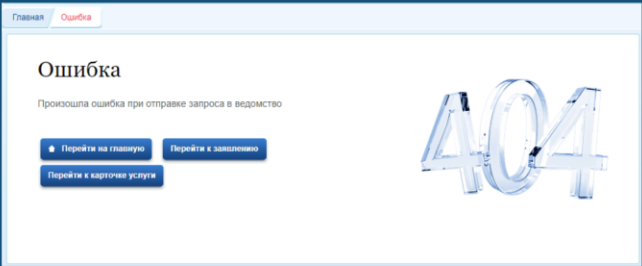 Главная Ошибка
Ошибка
Произошла ошибка при отправке запроса в ведомство
Перейти на главную Перейти к заявлению
Перейти к карточке услуги
404